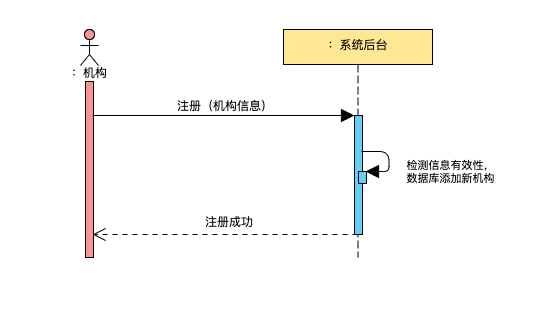 ：系统后台
：机构
注册（机构信息）
检测信息有效性，
数据库添加新机构
注册成功